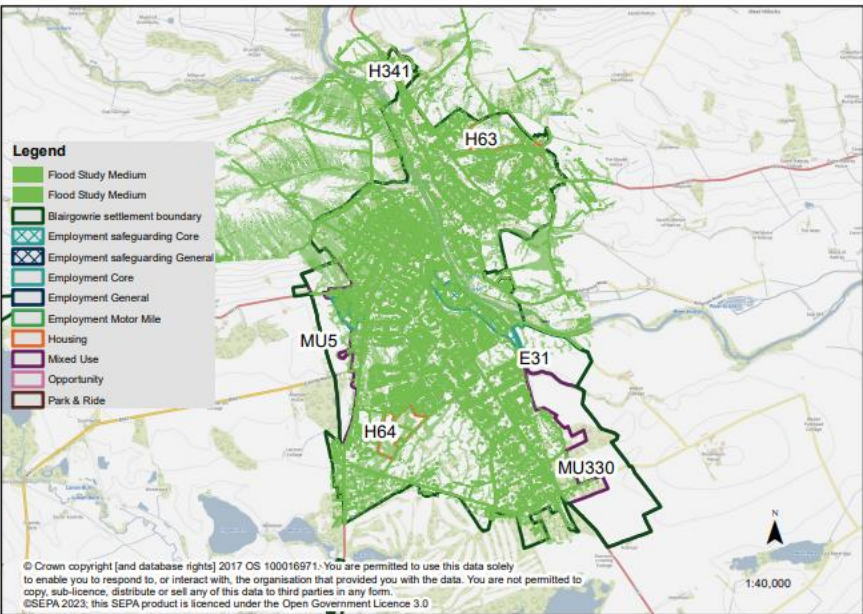 H341
H63
Legend
Flood Study Medium
Flood Study Medium
Blairgowrie settlement boundary
Employment safeguarding Core
Employment safeguarding General
Employment Core
Employment General
Employment Motor Mile
Housing
Mixed Use
Opportunity
Park & Ride
MU5
E31
H64
MU330
N
1:40,000
© Crown copyright [and database rights] 2017 OS 100016971. You are permitted to use this data solely
to enable you to respond to, or interact with, the organisation that provided you with the data. You are not permitted to
copy, sub-licence, distribute or sell any of this data to third parties in any form.
©SEPA 2023; this SEPA product is licenced under the Open Government Licence 3.0